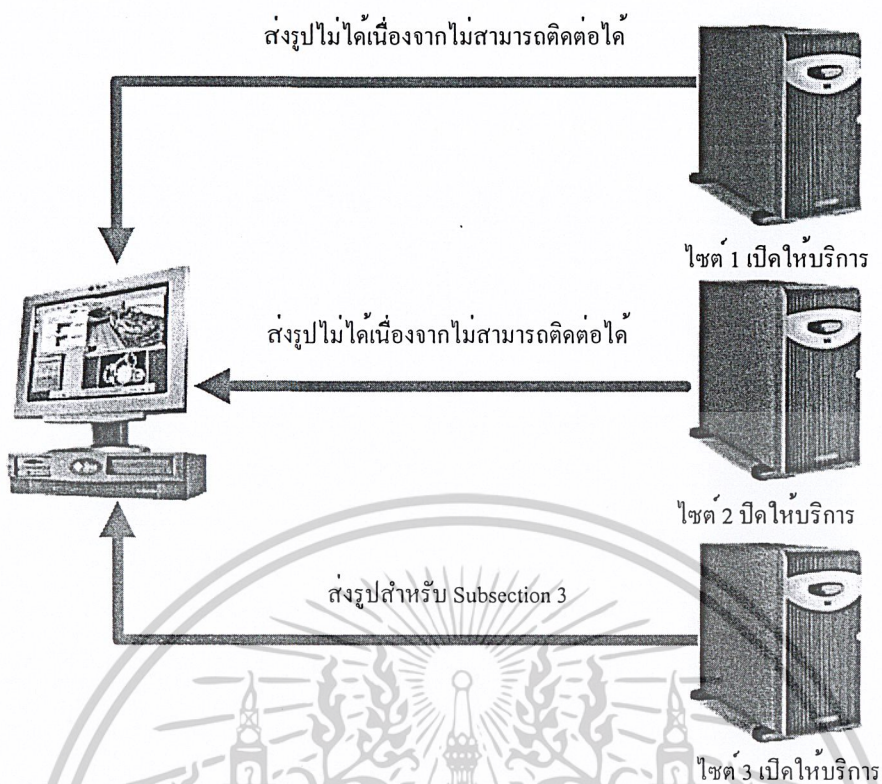 ส่งรูปไม่ได้เนื่องจากไม่สามารถติดต่อได้
ไซต์ 1 เปิดให้บริการ
ส่งรูปไม่ได้เนื่องจากไม่สามารถติดต่อได้
ไซต์ 2 ปิดให้บริการ
ส่งรูปสำหรับ Subsection 3
ไซต์ 3 เปิดให้บริการ